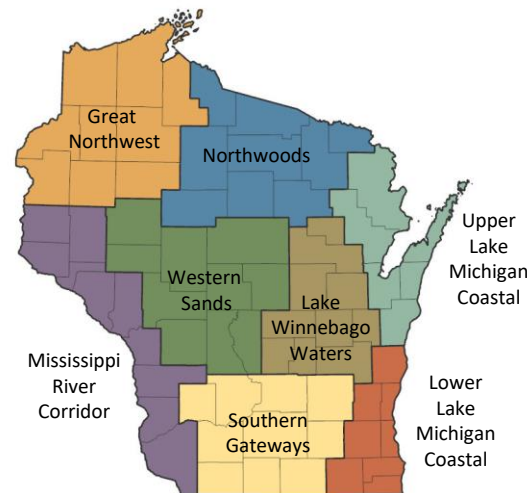 Great
Northwest
Northwoods
Upper
Lake
Michigan
Coastal
Western
Sands
Lake
Winnebago
Waters
Mississippi
River
Corridor
Lower
Lake
Michigan
Coastal
Southern
Gateways